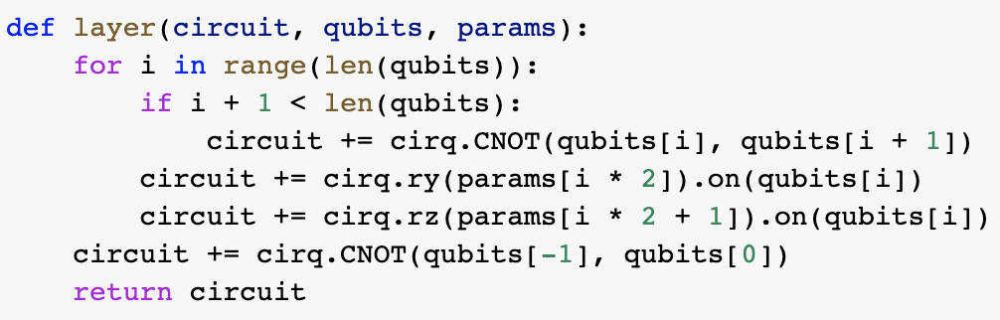 def layer(circuit, qubits, params):
    for i in range(len(qubits)):
        if i + 1 < len(qubits):
            circuit += cirq.CNOT(qubits[i], qubits[i + 1])
        circuit += cirq.ry(params[i * 2]).on(qubits[i])
        circuit += cirq.rz(params[i * 2 + 1]).on(qubits[i])
    circuit += cirq.CNOT(qubits[-1], qubits[0])
    return circuit